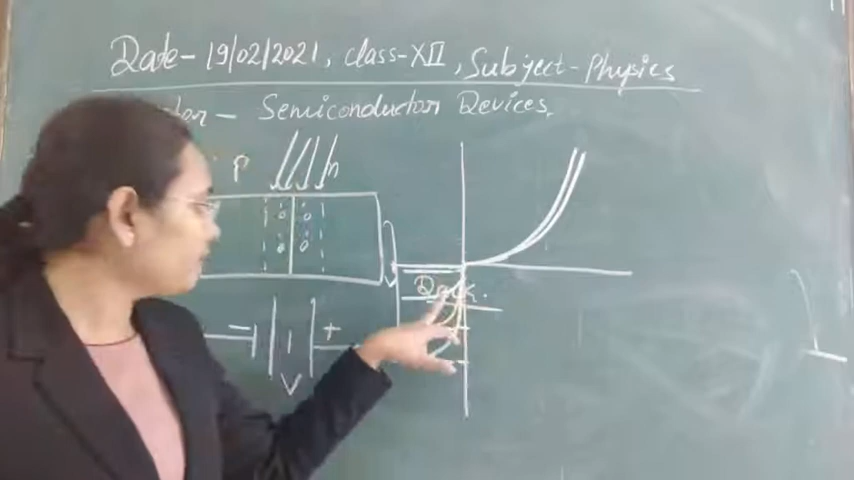 Date - 19/02/2021, class-XII, Subject - Physics
- Semiconductor Devices.
P n
- +
V